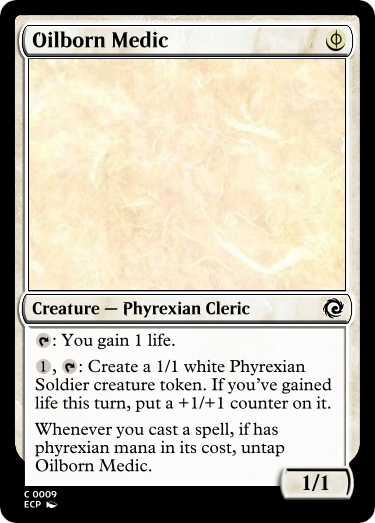 Oilborn Medic
Creature — Phyrexian Cleric
: You gain 1 life.
1, : Create a 1/1 white Phyrexian
Soldier creature token. If you've gained
life this turn, put a +1/+1 counter on it.
Whenever you cast a spell, if has
phyrexian mana in its cost, untap
Oilborn Medic.
1/1
C 0009
ECP